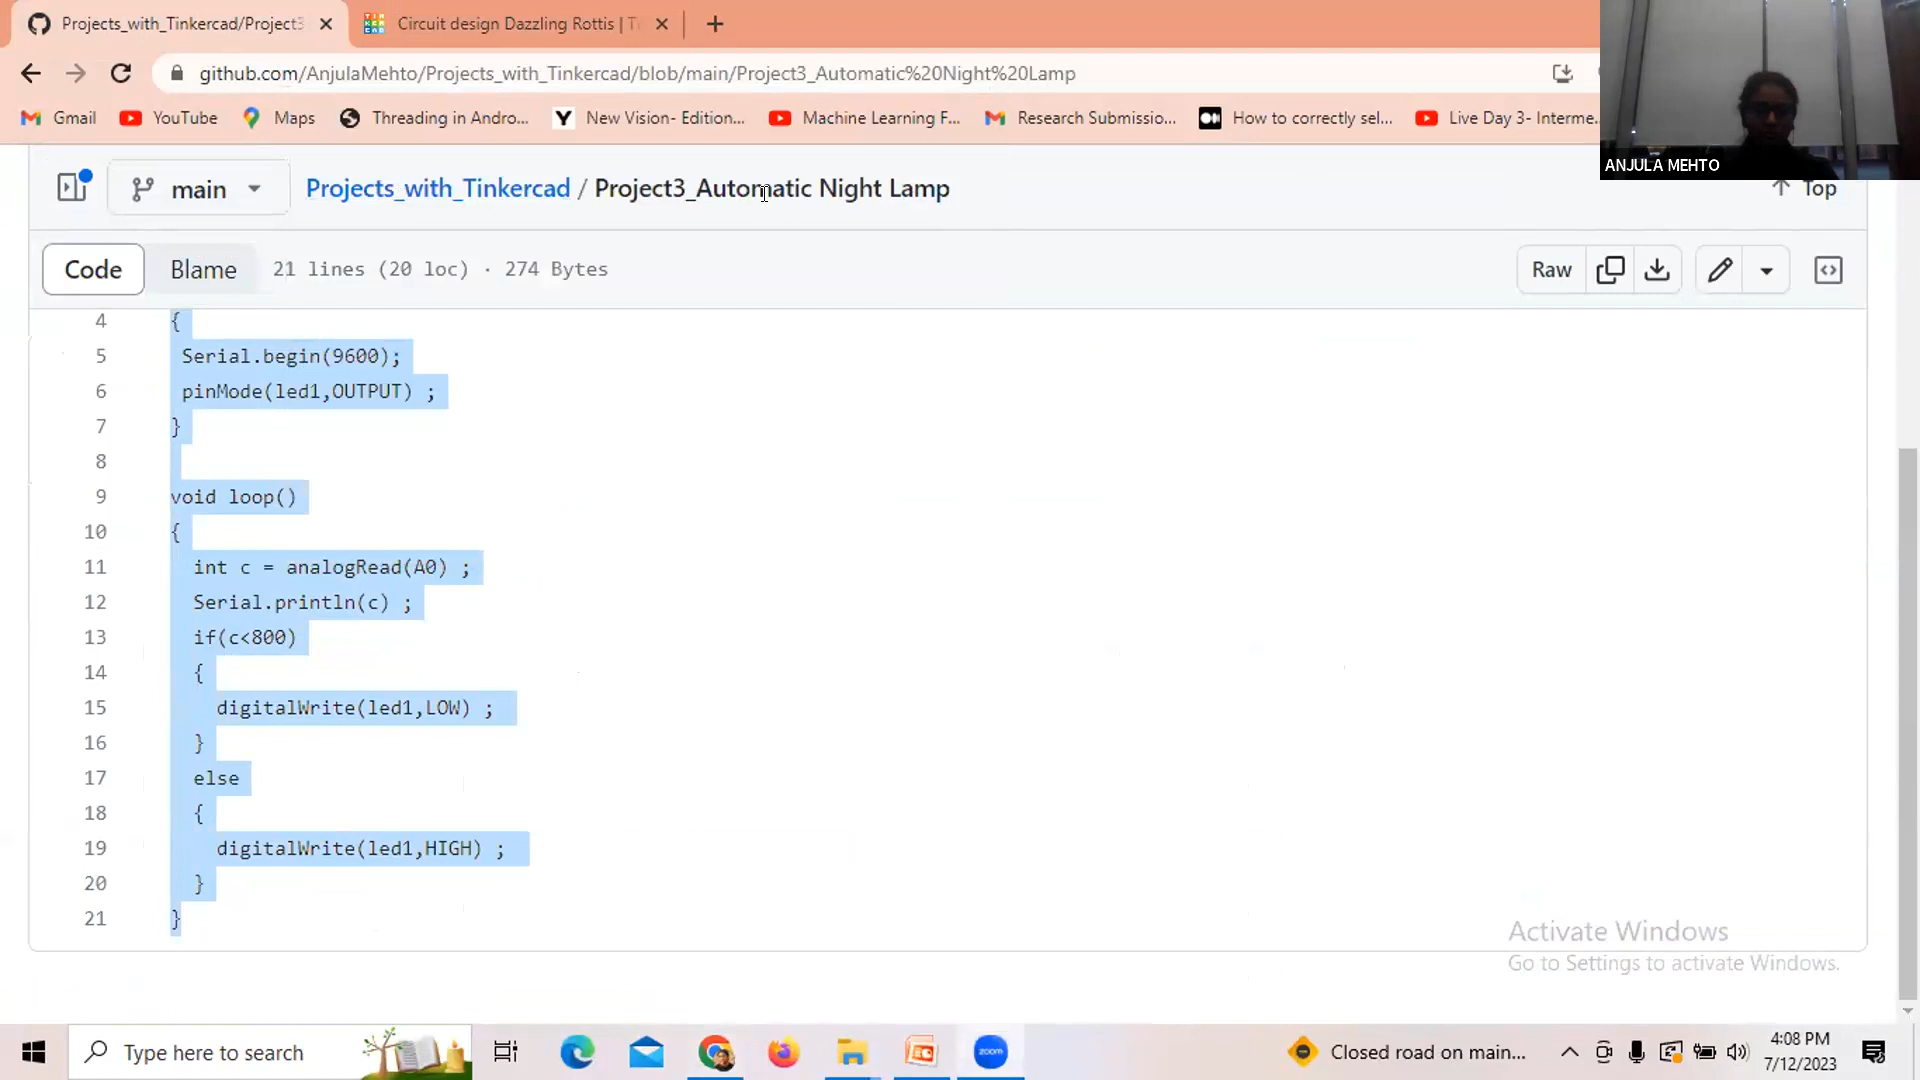 Projects_with_Tinkercad/Project3
Circuit design Dazzling Rottis | T
github.com/AnjulaMehto/Projects_with_Tinkercad/blob/main/Project3_Automatic%20Night%20Lamp
Gmail YouTube Maps Threading in Andro... New Vision- Edition... Machine Learning F... Research Submissio... How to correctly sel... Live Day 3- Interme...
ANJULA MEHTO
main Projects_with_Tinkercad / Project3_Automatic Night Lamp Top
Code Blame 21 lines (20 loc) · 274 Bytes Raw
4 {
5 Serial.begin(9600);
6 pinMode(led1,OUTPUT) ;
7 }
8
9 void loop()
10 {
11 int c = analogRead(A0) ;
12 Serial.println(c) ;
13 if(c<800)
14 {
15 digitalWrite(led1,LOW) ;
16 }
17 else
18 {
19 digitalWrite(led1,HIGH) ;
20 }
21 }
Activate Windows
Go to Settings to activate Windows.
Type here to search zoom Closed road on main... 4:08 PM
7/12/2023